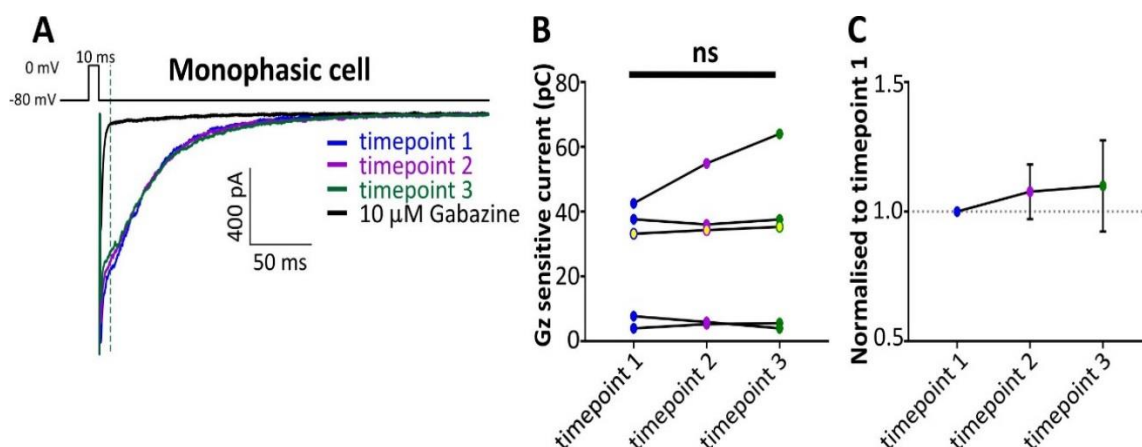 A
10 ms
0 mV
-80 mV
Monophasic cell
timepoint 1
timepoint 2
timepoint 3
10 μM Gabazine
400 pA
50 ms
B
ns
Gz sensitive current (pC)
80
60
40
20
0
timepoint 1
timepoint 2
timepoint 3
C
Normalised to timepoint 1
1.5
1.0
0.5
timepoint 1
timepoint 2
timepoint 3